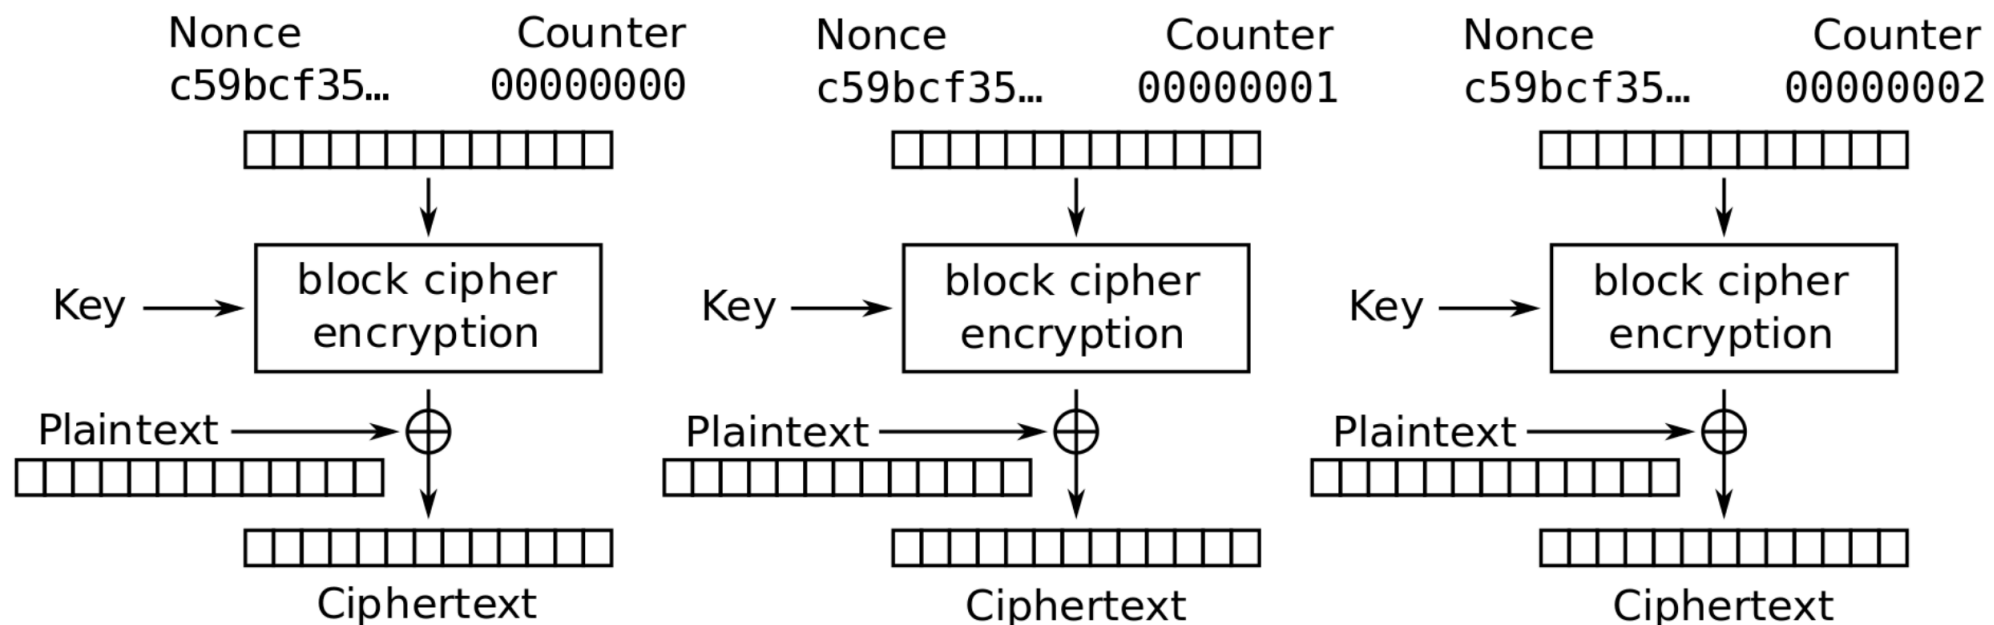 Nonce Counter
c59bcf35… 00000000
block cipher
encryption
Key
Plaintext
Ciphertext
Nonce Counter
c59bcf35… 00000001
block cipher
encryption
Key
Plaintext
Ciphertext
Nonce Counter
c59bcf35… 00000002
block cipher
encryption
Key
Plaintext
Ciphertext